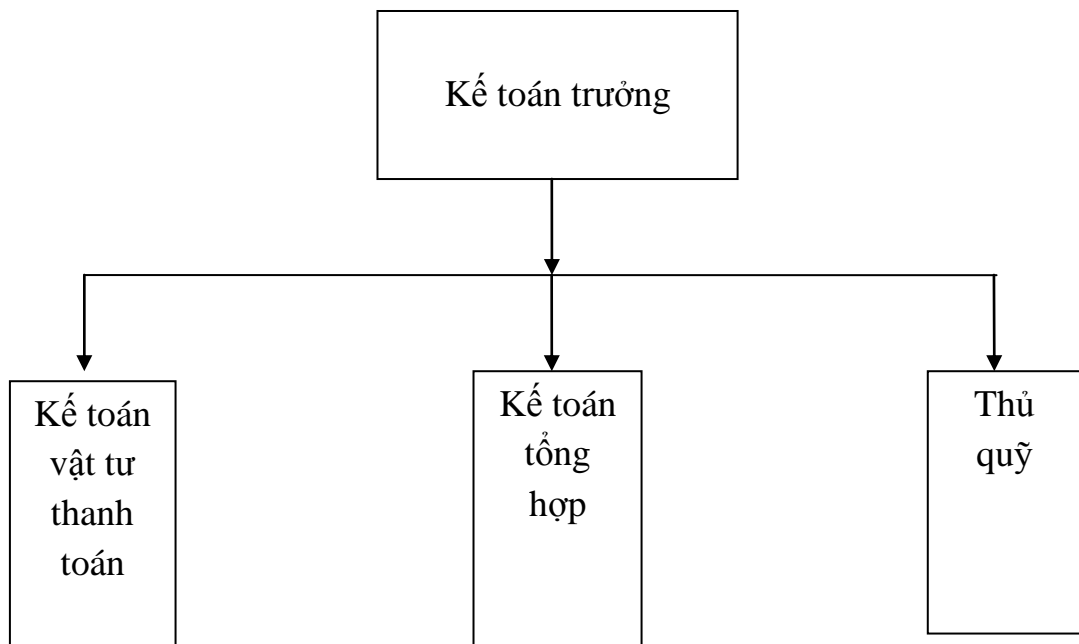 Kế toán trưởng
Kế toán
vật tư
thanh
toán
Kế toán
tổng
hợp
Thủ
quỹ